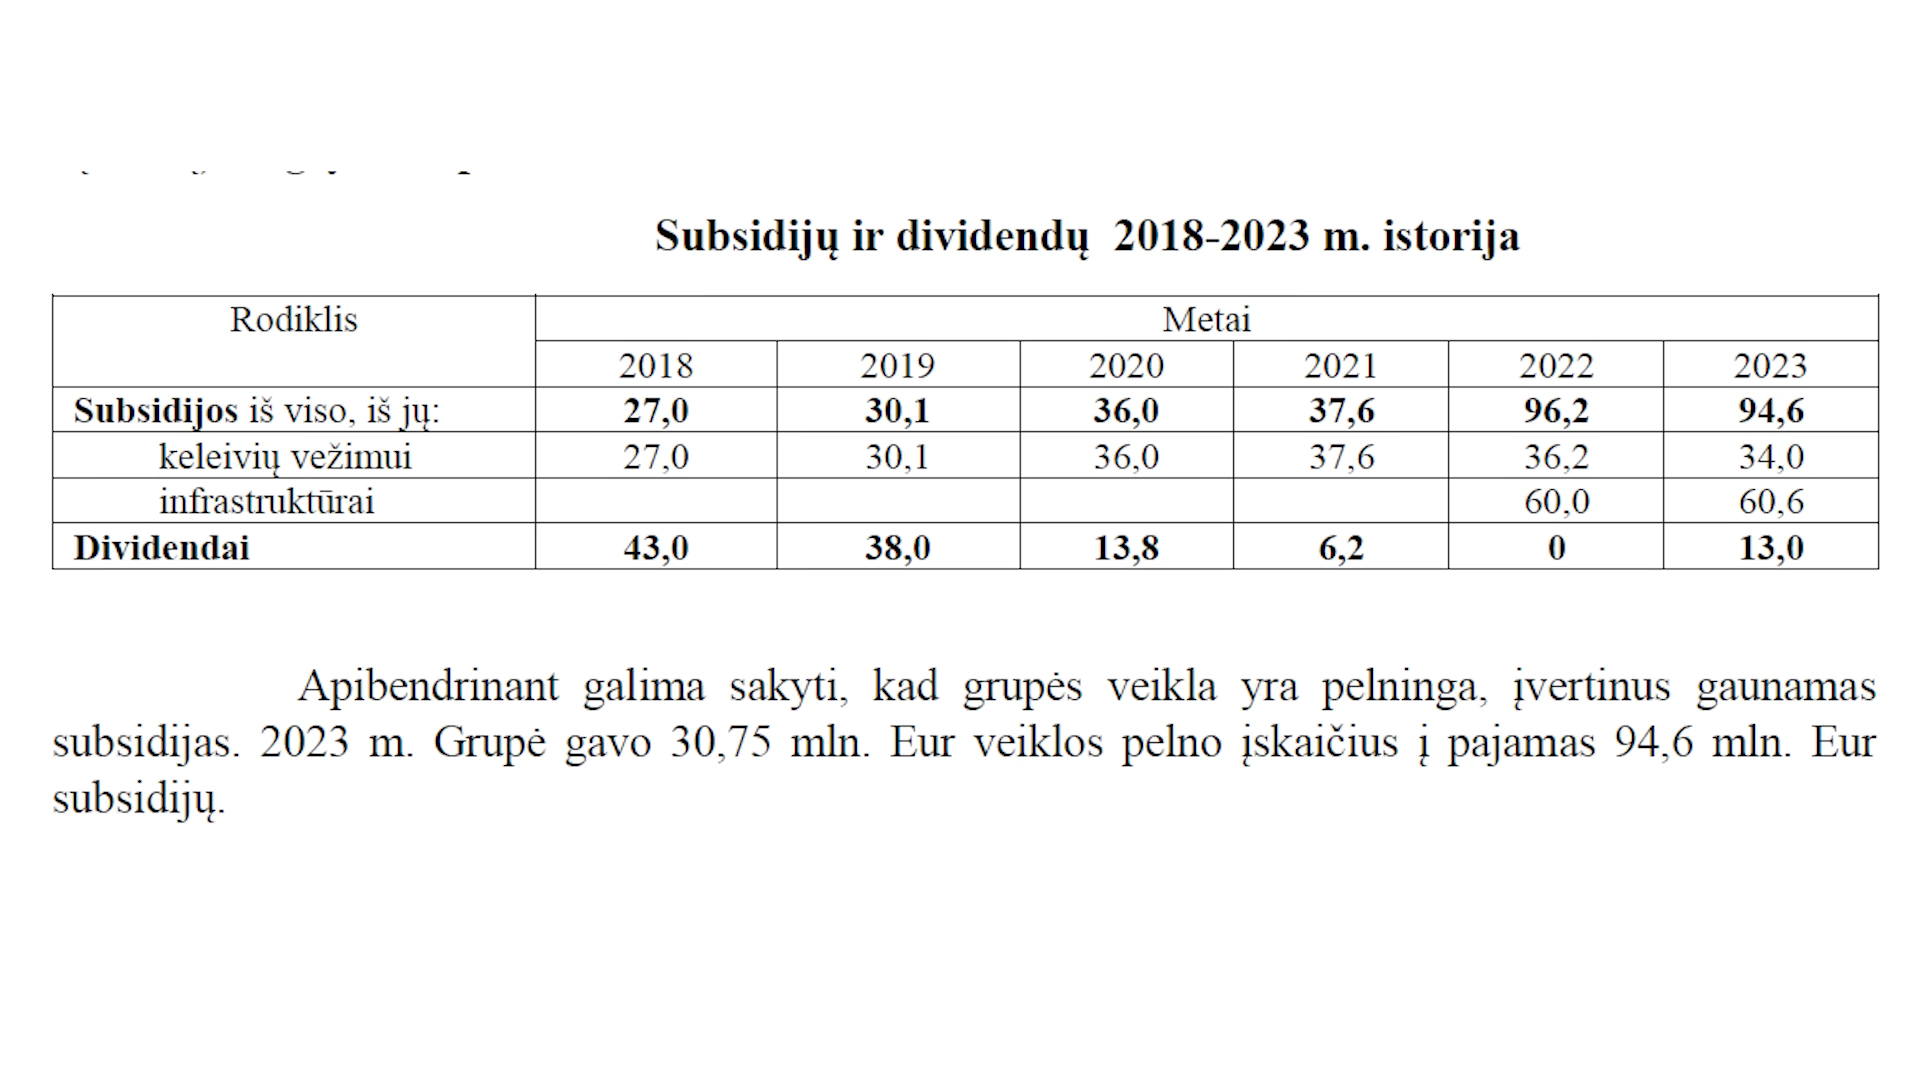 Subsidijų ir dividendų 2018-2023 m. istorija
Rodiklis Metai
2018 2019 2020 2021 2022 2023
Subsidijos iš viso, iš jų: 27,0 30,1 36,0 37,6 96,2 94,6
keleivių vežimui 27,0 30,1 36,0 37,6 36,2 34,0
infrastruktūrai 60,0 60,6
Dividendai 43,0 38,0 13,8 6,2 0 13,0
Apibendrinant galima sakyti, kad grupės veikla yra pelninga, įvertinus gaunamas
subsidijas. 2023 m. Grupė gavo 30,75 mln. Eur veiklos pelno įskaičius į pajamas 94,6 mln. Eur
subsidijų.